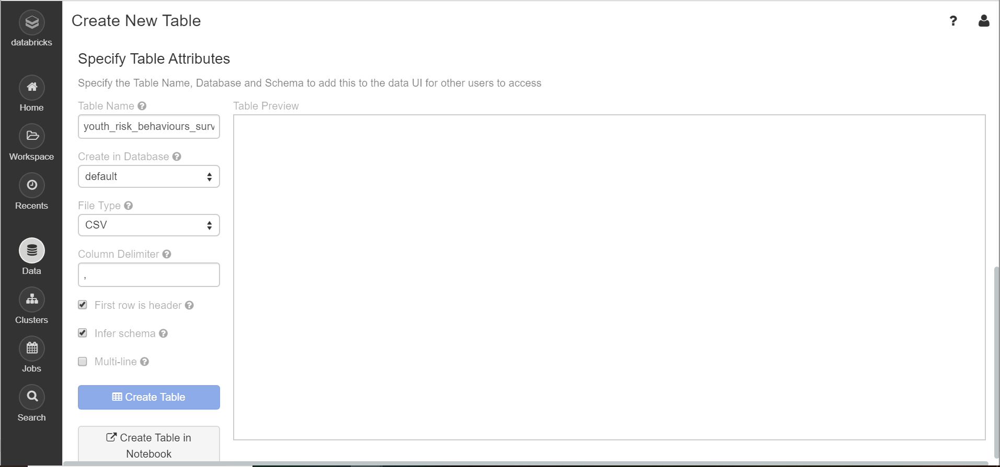 databricks
Home
Workspace
Recents
Data
Clusters
Jobs
Search
Create New Table
?
Specify Table Attributes
Specify the Table Name, Database and Schema to add this to the data UI for other users to access
Table Name ?
youth_risk_behaviours_surv
Create in Database ?
default
File Type ?
CSV
Column Delimiter ?
,
First row is header ?
Infer schema ?
Multi-line ?
Create Table
Create Table in
Notebook
Table Preview